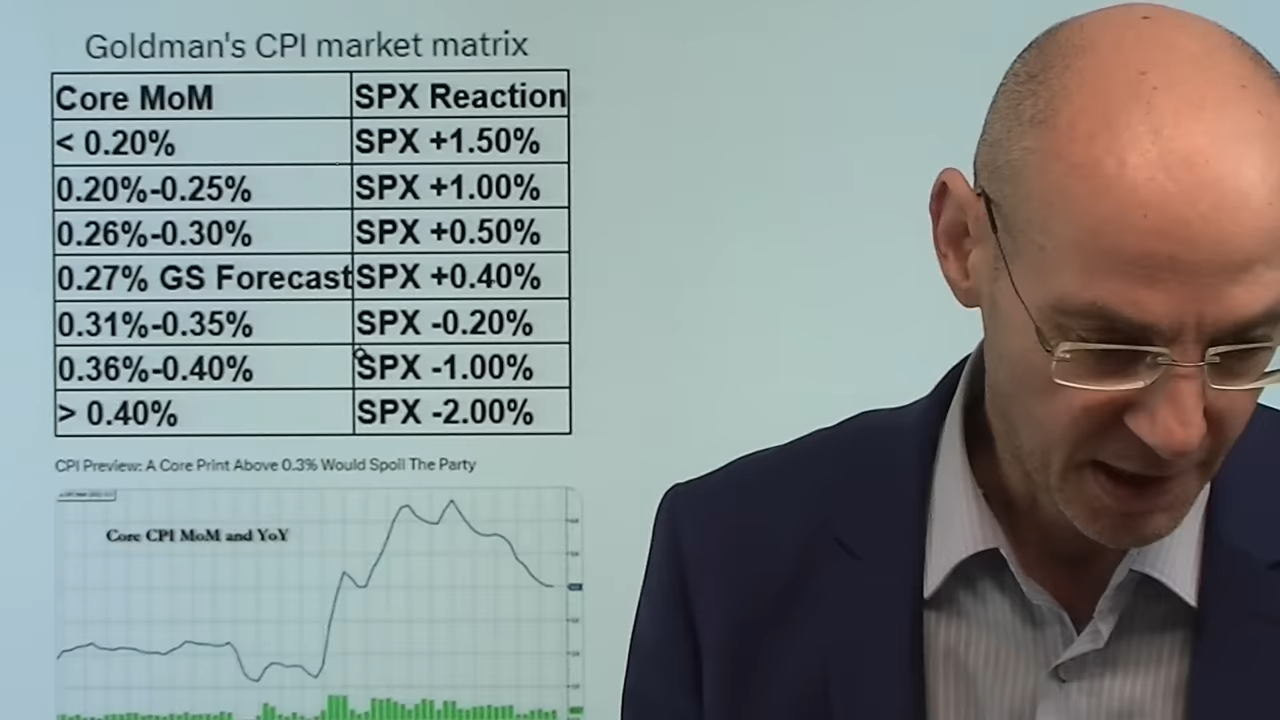 Goldman's CPI market matrix
Core MoM SPX Reaction
< 0.20% SPX +1.50%
0.20%-0.25% SPX +1.00%
0.26%-0.30% SPX +0.50%
0.27% GS Forecast SPX +0.40%
0.31%-0.35% SPX -0.20%
0.36%-0.40% SPX -1.00%
> 0.40% SPX -2.00%
CPI Preview: A Core Print Above 0.3% Would Spoil The Party
Core CPI MoM and YoY